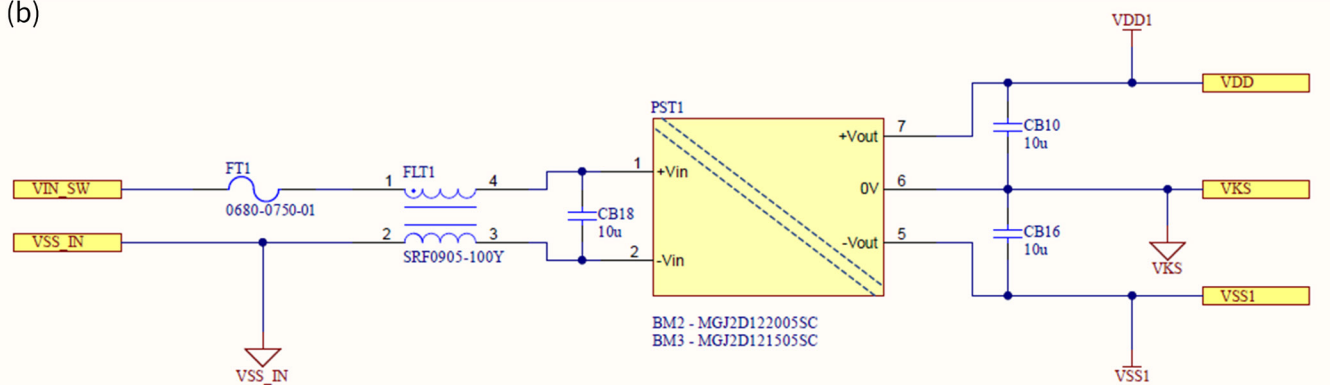 (b)
VDD1
VDD
PST1
+Vout 7
CB10
10u
FT1
FLT1
VIN_SW
1 4
1 +Vin
0V 6
VKS
0680-0750-01
CB18
10u
VSS_IN
2 3
SRF0905-100Y
2 -Vin
-Vout 5
CB16
10u
VKS
VSS1
BM2 - MGJ2D122005SC
BM3 - MGJ2D121505SC
VSS_IN
VSS1